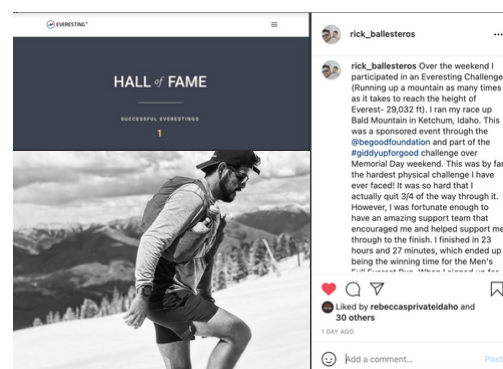 EVERESTING™
HALL of FAME
SUCCESSFUL EVERESTINGS
1
rick_ballesteros
rick_ballesteros Over the weekend I
participated in an Everesting Challenge
(Running up a mountain as many times
as it takes to reach the height of
Everest- 29,032 ft). I ran my race up
Bald Mountain in Ketchum, Idaho. This
was a sponsored event through the
@begoodfoundation and part of the
#giddyupforgood challenge over
Memorial Day weekend. This was by far
the hardest physical challenge I have
ever faced! It was so hard that I
actually quit 3/4 of the way through it.
However, I was fortunate enough to
have an amazing support team that
encouraged me and helped support me
through to the finish. I finished in 23
hours and 27 minutes, which ended up
being the winning time for the Men's
Liked by rebeccasprivateidaho and
30 others
1 DAY AGO
Add a comment...
Post